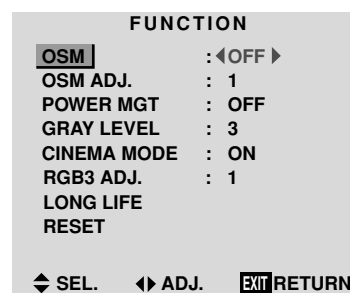 FUNCTION
OSM : OFF
OSM ADJ. : 1
POWER MGT : OFF
GRAY LEVEL : 3
CINEMA MODE : ON
RGB3 ADJ. : 1
LONG LIFE
RESET
SEL. ADJ. EXIT RETURN